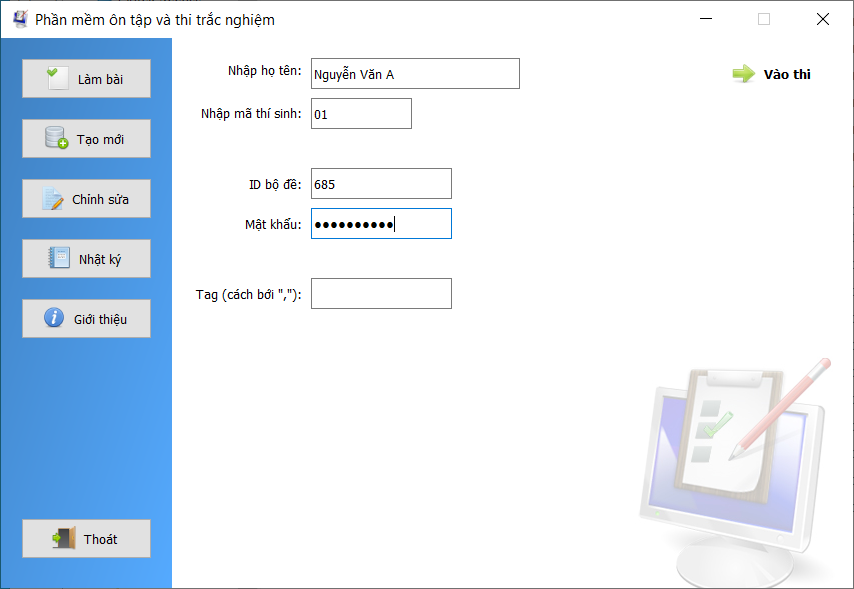 Phần mềm ôn tập và thi trắc nghiệm
Làm bài
Tạo mới
Chỉnh sửa
Nhật ký
Giới thiệu
Thoát
Nhập họ tên: Nguyễn Văn A
Vào thi
Nhập mã thí sinh: 01
ID bộ đề: 685
Mật khẩu: ●●●●●●●●●●
Tag (cách bởi ","):